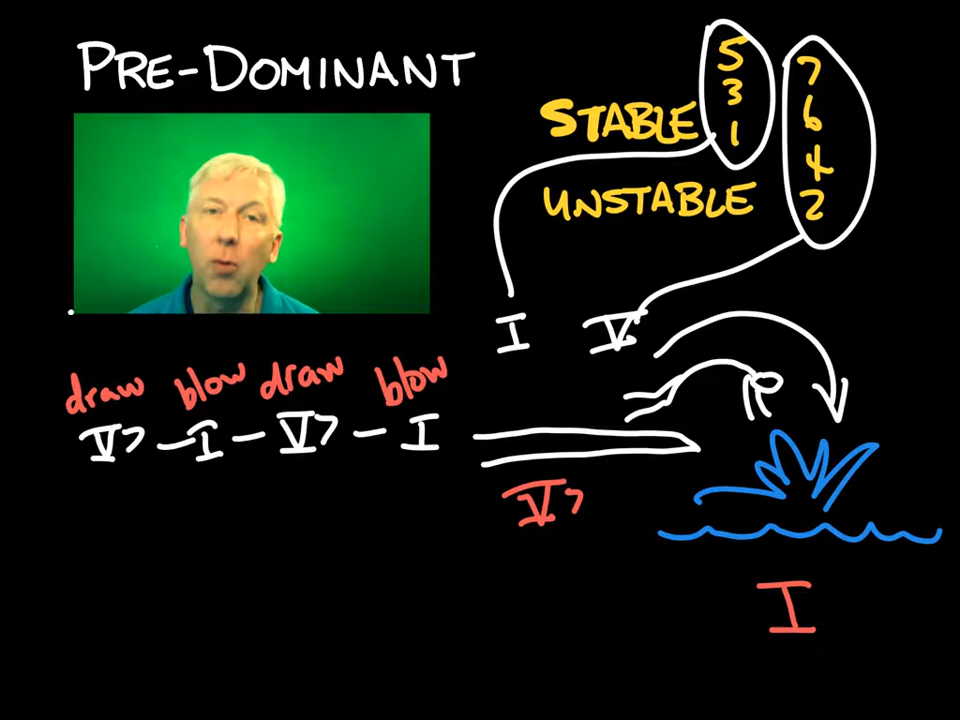 PRE-DOMINANT
5
3
1
STABLE
7
6
4
2
UNSTABLE
I V
draw blow draw blow
V7 - I - V7 - I
V7
I